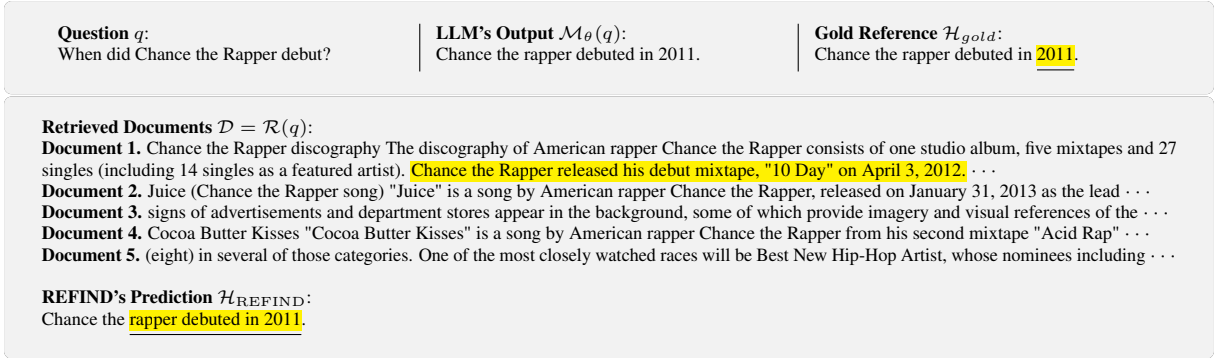 Question q:
When did Chance the Rapper debut?
LLM's Output M_θ(q):
Chance the rapper debuted in 2011.
Gold Reference H_gold:
Chance the rapper debuted in 2011.
Retrieved Documents D = R(q):
Document 1. Chance the Rapper discography The discography of American rapper Chance the Rapper consists of one studio album, five mixtapes and 27
singles (including 14 singles as a featured artist). Chance the Rapper released his debut mixtape, "10 Day" on April 3, 2012. · · ·
Document 2. Juice (Chance the Rapper song) "Juice" is a song by American rapper Chance the Rapper, released on January 31, 2013 as the lead · · ·
Document 3. signs of advertisements and department stores appear in the background, some of which provide imagery and visual references of the · · ·
Document 4. Cocoa Butter Kisses "Cocoa Butter Kisses" is a song by American rapper Chance the Rapper from his second mixtape "Acid Rap" · · ·
Document 5. (eight) in several of those categories. One of the most closely watched races will be Best New Hip-Hop Artist, whose nominees including · · ·
REFIND's Prediction H_REFIND:
Chance the rapper debuted in 2011.